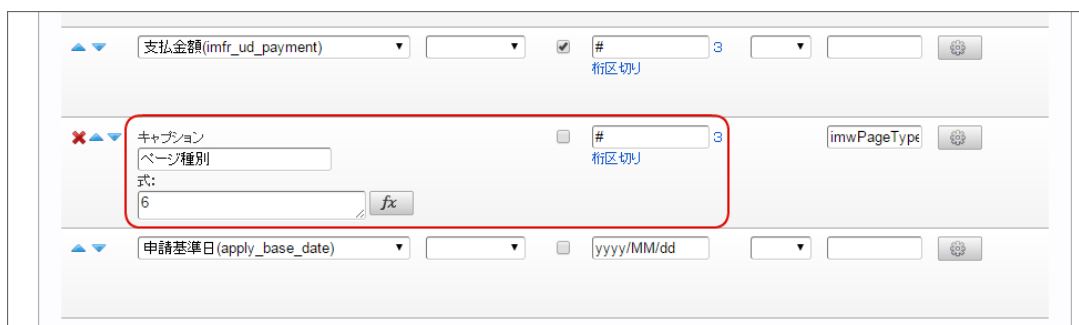 支払金額(imfr_ud_payment) # 3
桁区切り
キャプション # 3
ページ種別 桁区切り imwPageType
式:
6 fx
申請基準日(apply_base_date) yyyy/MM/dd